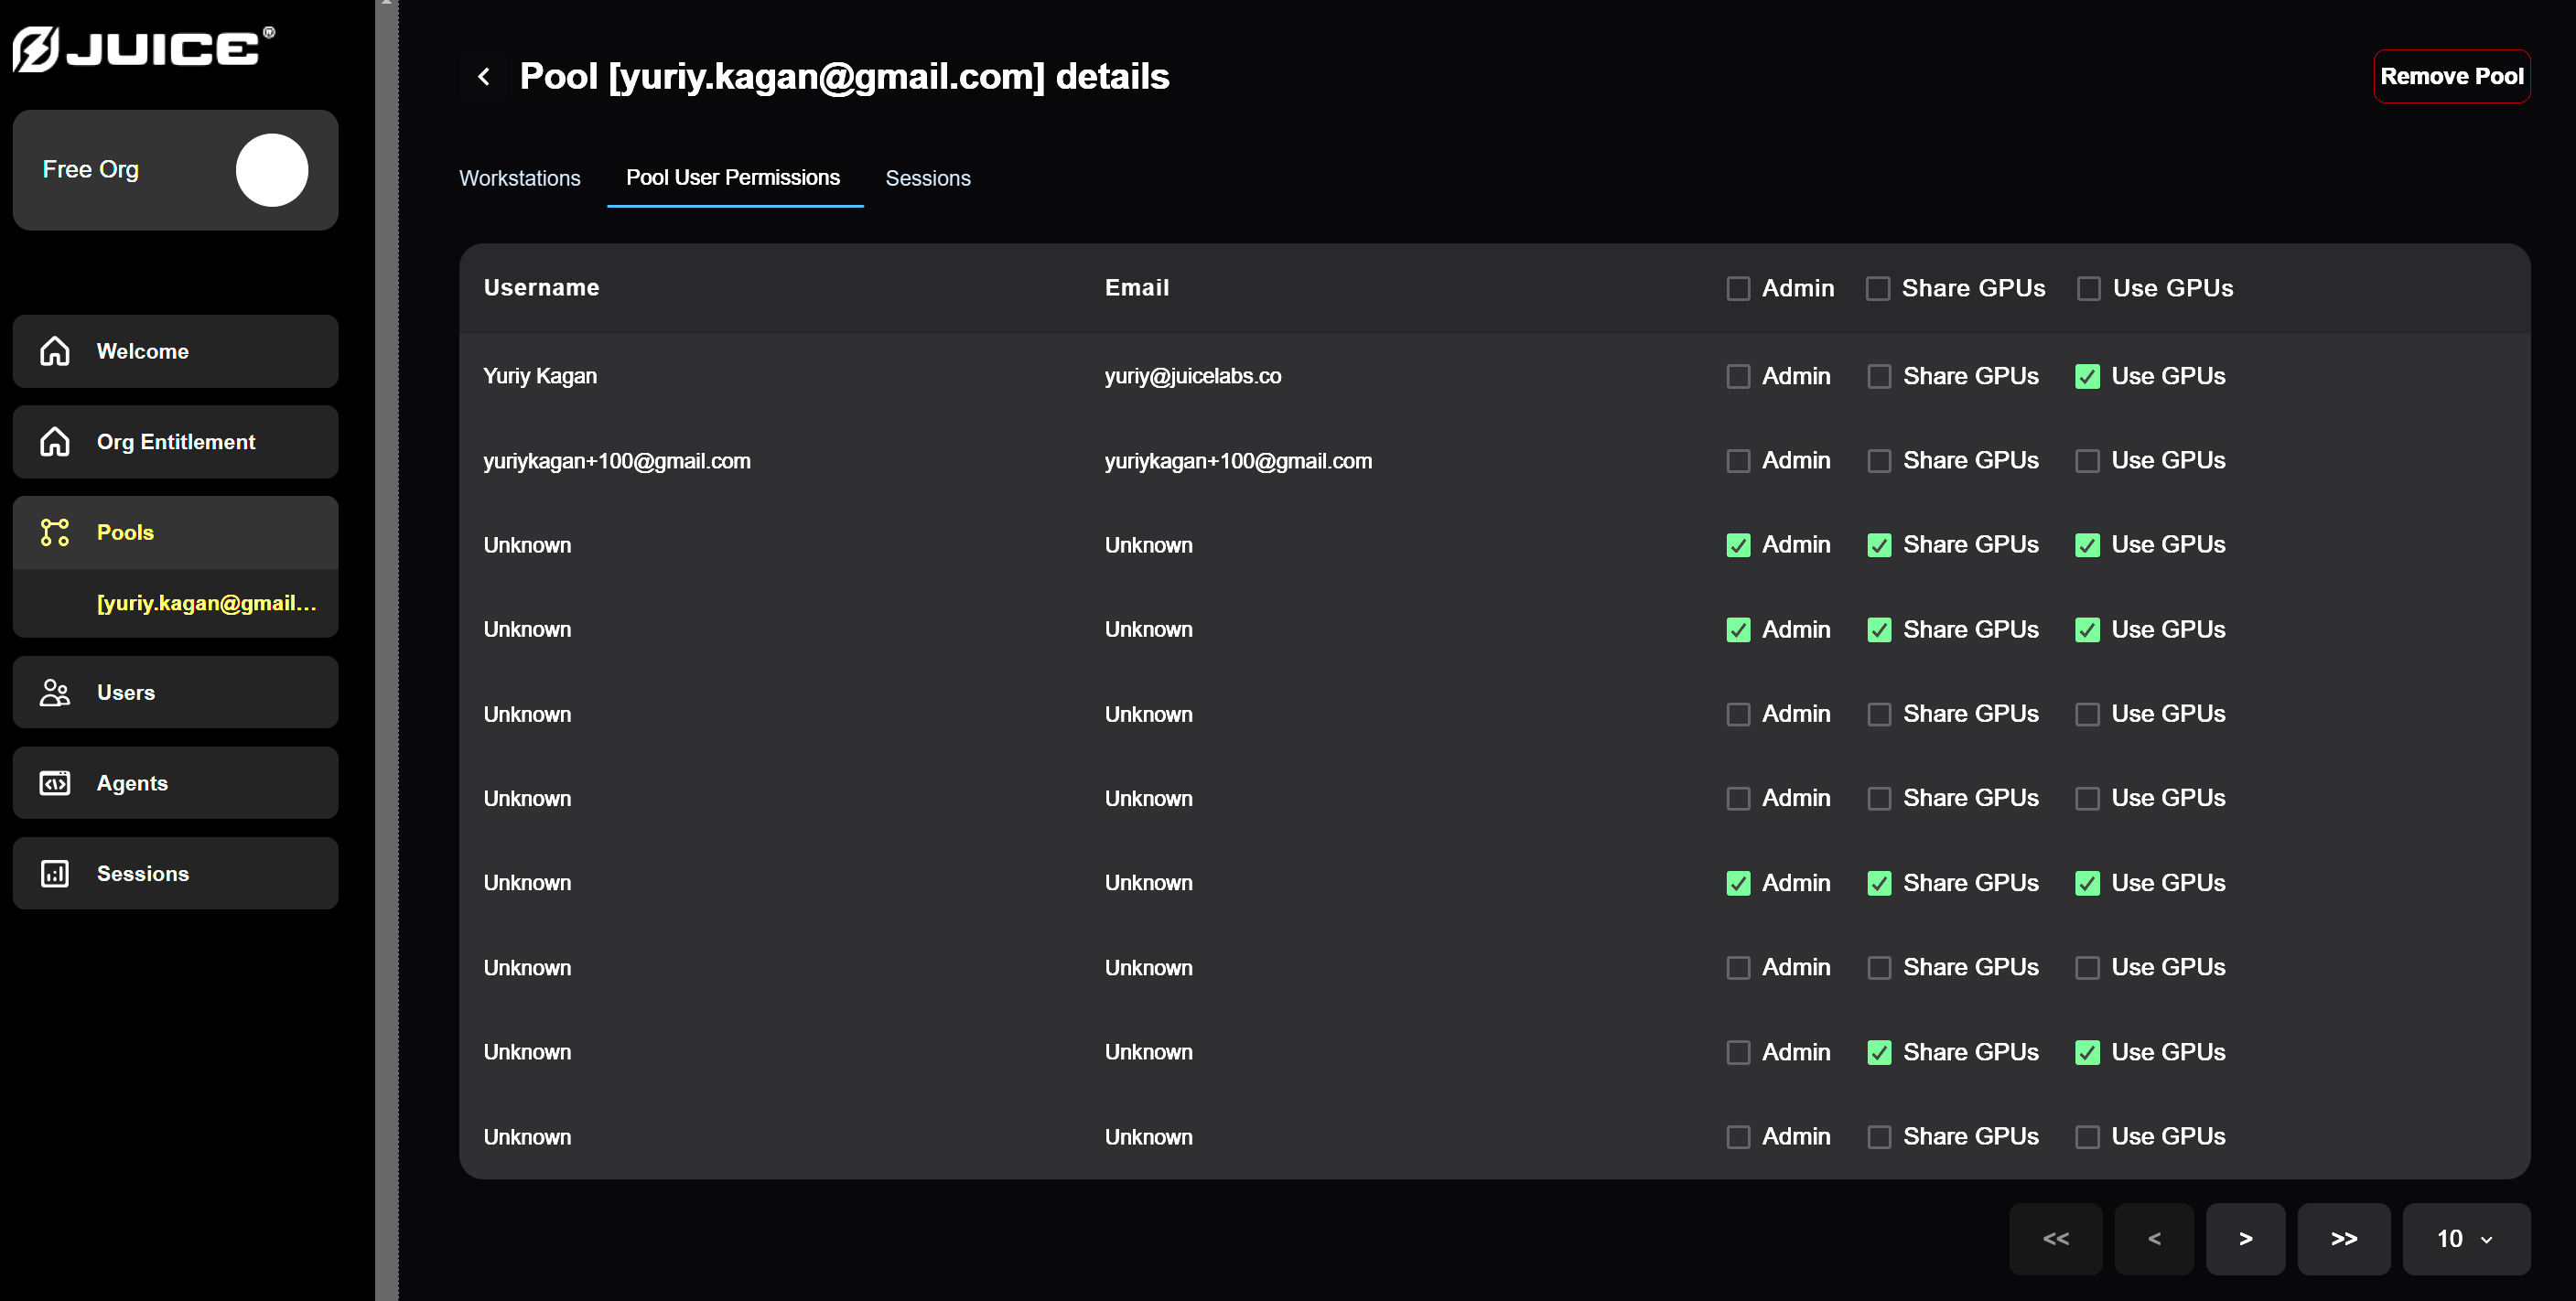 JUICE®
Free Org
Welcome
Org Entitlement
Pools
[yuriy.kagan@gmail...
Users
Agents
Sessions
Pool [yuriy.kagan@gmail.com] details
Remove Pool
Workstations Pool User Permissions Sessions
Username Email Admin Share GPUs Use GPUs
Yuriy Kagan yuriy@juicelabs.co Admin Share GPUs Use GPUs
yuriykagan+100@gmail.com yuriykagan+100@gmail.com Admin Share GPUs Use GPUs
Unknown Unknown Admin Share GPUs Use GPUs
Unknown Unknown Admin Share GPUs Use GPUs
Unknown Unknown Admin Share GPUs Use GPUs
Unknown Unknown Admin Share GPUs Use GPUs
Unknown Unknown Admin Share GPUs Use GPUs
Unknown Unknown Admin Share GPUs Use GPUs
Unknown Unknown Admin Share GPUs Use GPUs
Unknown Unknown Admin Share GPUs Use GPUs
<< < > >> 10